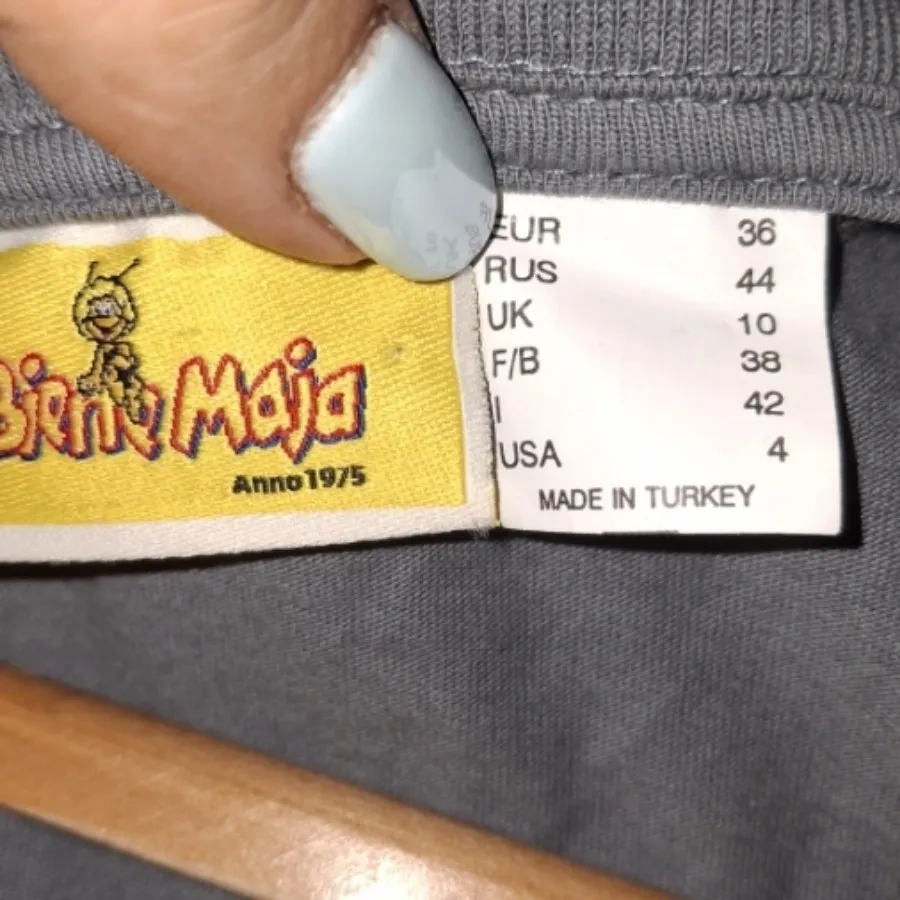 Biene Maja
Anno 1975
EUR 36
RUS 44
UK 10
F/B 38
I 42
USA 4
MADE IN TURKEY